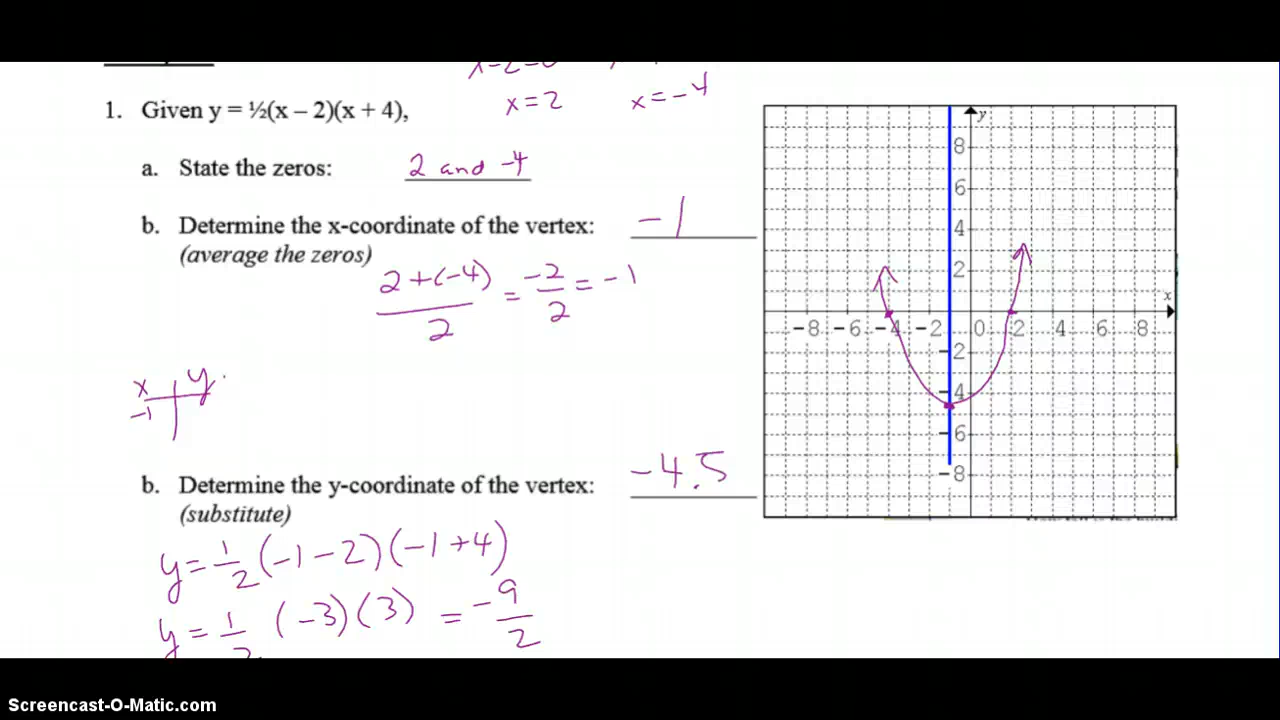 x = 2 x = -4
1. Given y = ½(x – 2)(x + 4),
a. State the zeros: 2 and -4
b. Determine the x-coordinate of the vertex: -1
(average the zeros)
2 + (-4) / 2 = -2 / 2 = -1
x y
-1
b. Determine the y-coordinate of the vertex: -4.5
(substitute)
y = 1/2 (-1 - 2)(-1 + 4)
y = 1/2 (-3)(3) = -9/2
y
8
6
4
2
x
-8 -6 -4 -2 0 2 4 6 8
-2
-4
-6
-8
Screencast-O-Matic.com